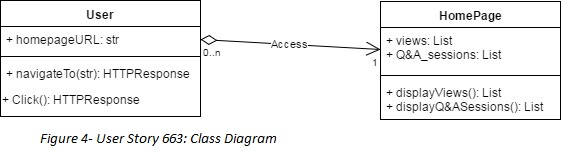 User
+ homepageURL: str
+ navigateTo(str): HTTPResponse
+ Click(): HTTPResponse
0..n
Access
1
HomePage
+ views: List
+ Q&A_sessions: List
+ displayViews(): List
+ displayQ&ASessions(): List
Figure 4- User Story 663: Class Diagram